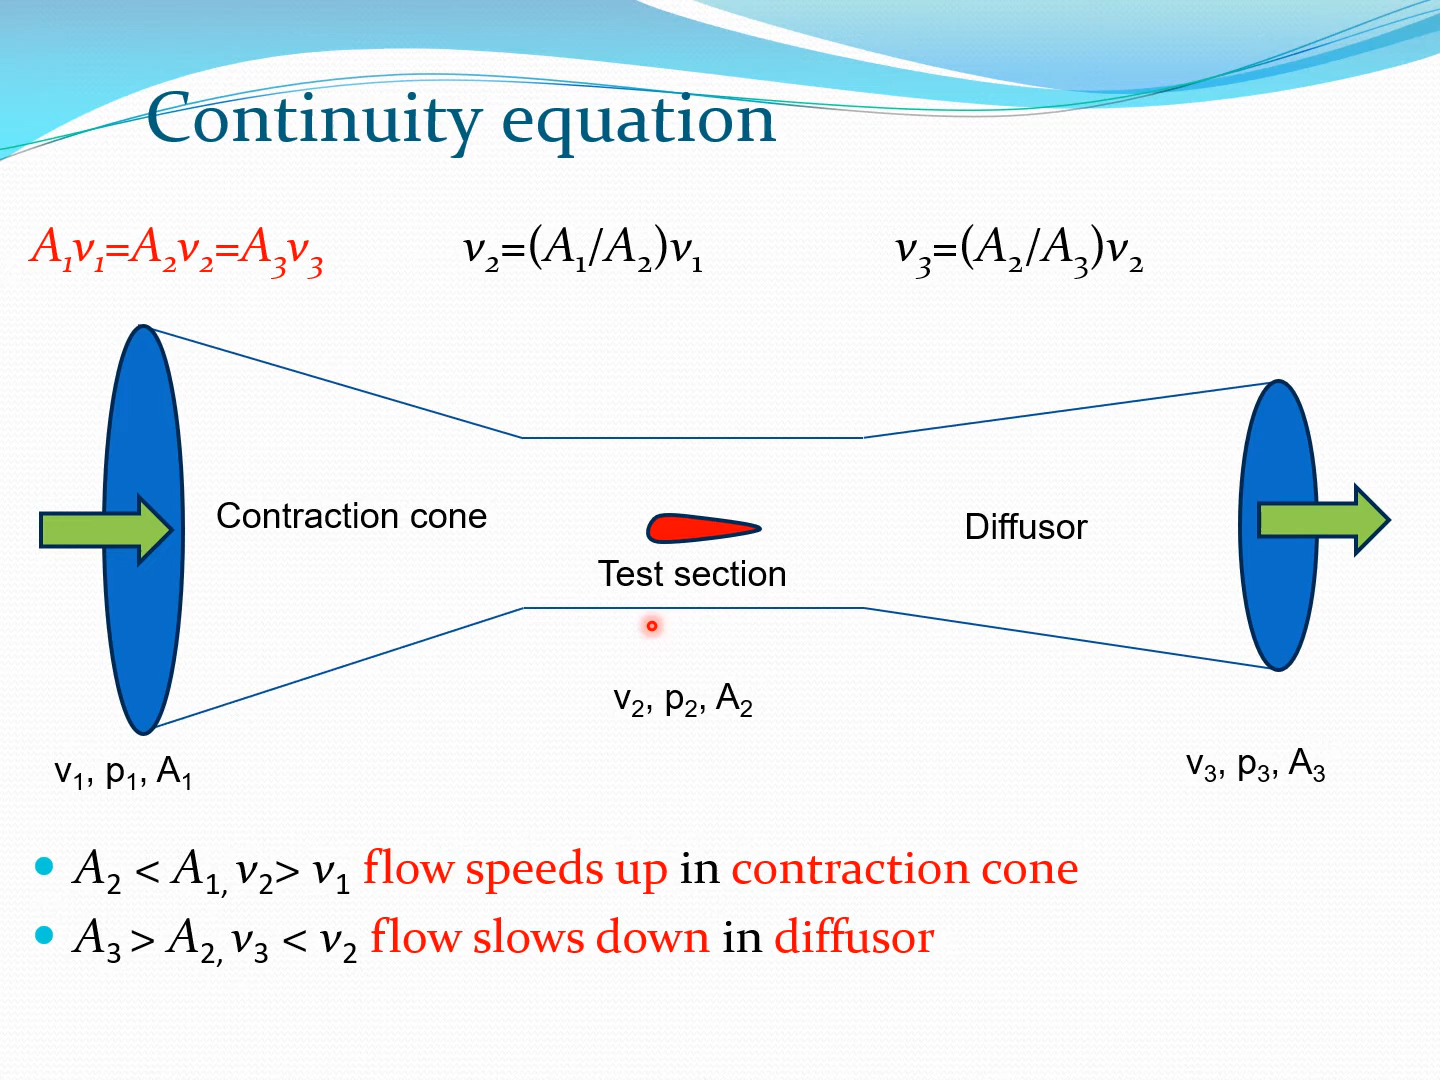 Continuity equation
A₁v₁=A₂v₂=A₃v₃ v₂=(A₁/A₂)v₁ v₃=(A₂/A₃)v₂
Contraction cone
Diffusor
Test section
v₂, p₂, A₂
v₁, p₁, A₁
v₃, p₃, A₃
• A₂ < A₁, v₂> v₁ flow speeds up in contraction cone
• A₃ > A₂, v₃ < v₂ flow slows down in diffusor